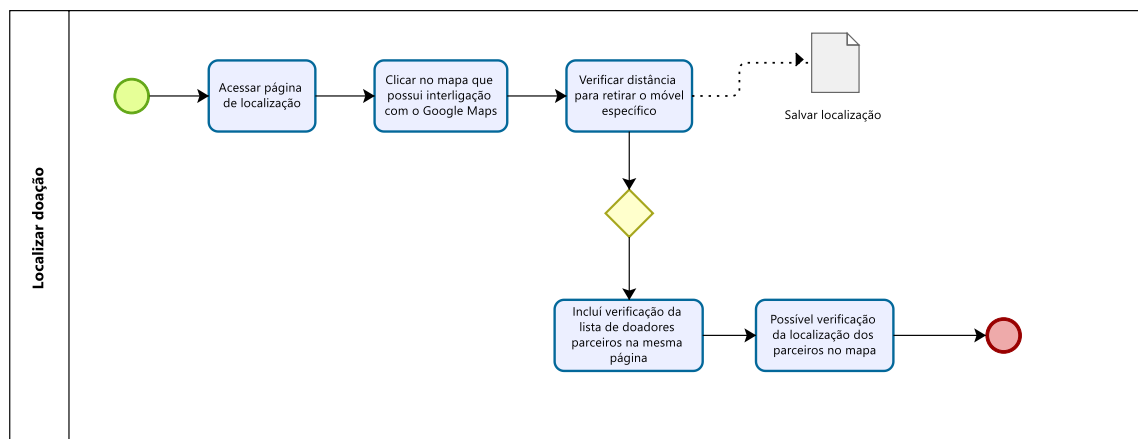 Localizar doação
Acessar página
de localização
Clicar no mapa que
possui interligação
com o Google Maps
Verificar distância
para retirar o móvel
específico
Salvar localização
Incluí verificação da
lista de doadores
parceiros na mesma
página
Possível verificação
da localização dos
parceiros no mapa